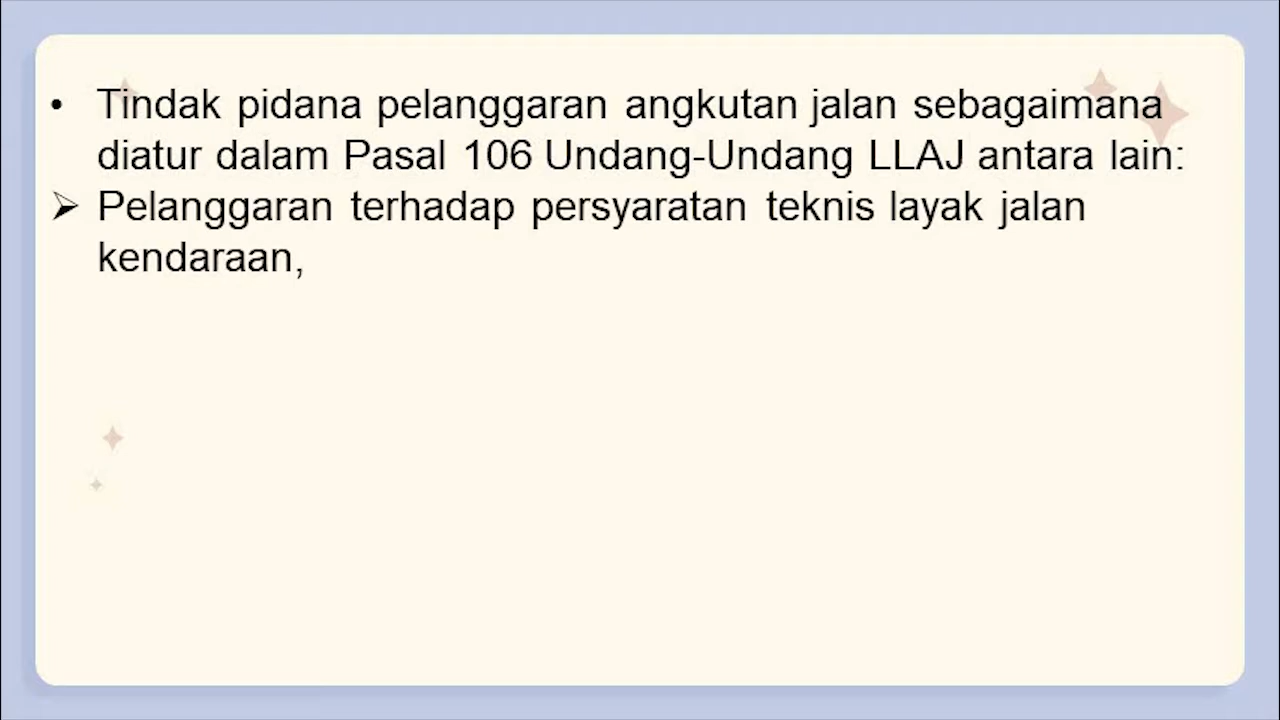 • Tindak pidana pelanggaran angkutan jalan sebagaimana
diatur dalam Pasal 106 Undang-Undang LLAJ antara lain:
➢ Pelanggaran terhadap persyaratan teknis layak jalan
kendaraan,